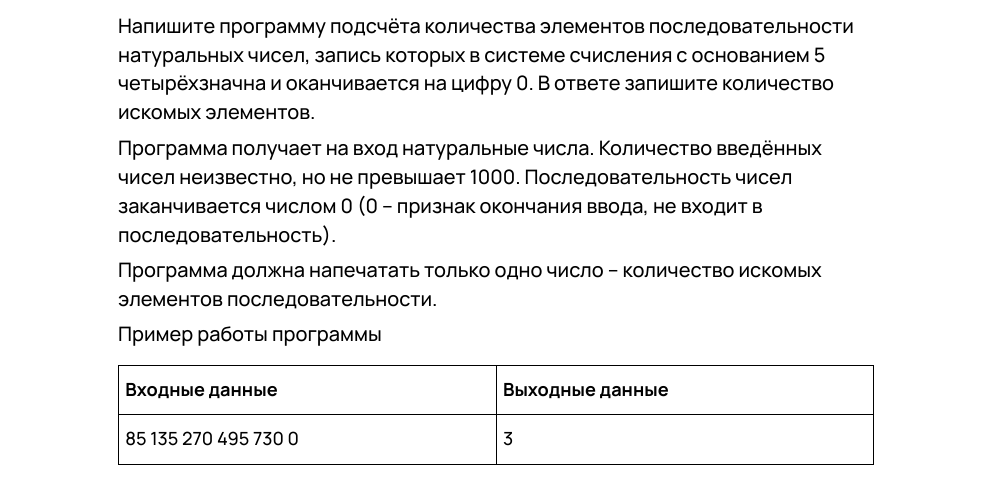 Напишите программу подсчёта количества элементов последовательности
натуральных чисел, запись которых в системе счисления с основанием 5
четырёхзначна и оканчивается на цифру 0. В ответе запишите количество
искомых элементов.
Программа получает на вход натуральные числа. Количество введённых
чисел неизвестно, но не превышает 1000. Последовательность чисел
заканчивается числом 0 (0 – признак окончания ввода, не входит в
последовательность).
Программа должна напечатать только одно число – количество искомых
элементов последовательности.
Пример работы программы
Входные данные Выходные данные
85 135 270 495 730 0 3